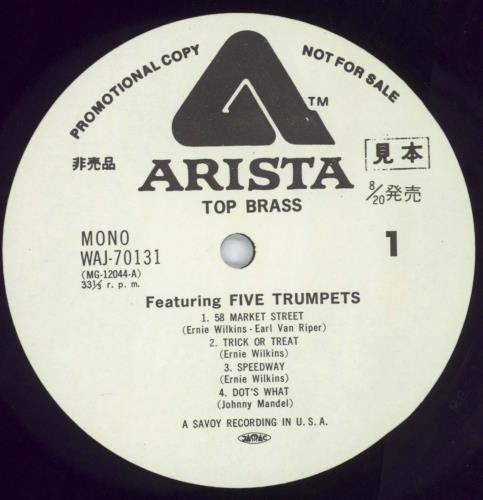 PROMOTIONAL COPY
NOT FOR SALE
TM
非売品
ARISTA
見本
TOP BRASS
8/20発売
MONO
WAJ-70131
(MG-12044-A)
33⅓ r. p. m.
1
Featuring FIVE TRUMPETS
1. 58 MARKET STREET
(Ernie Wilkins - Earl Van Riper)
2. TRICK OR TREAT
(Ernie Wilkins)
3. SPEEDWAY
(Ernie Wilkins)
4. DOT'S WHAT
(Johnny Mandel)
A SAVOY RECORDING IN U. S. A.
JASRAC